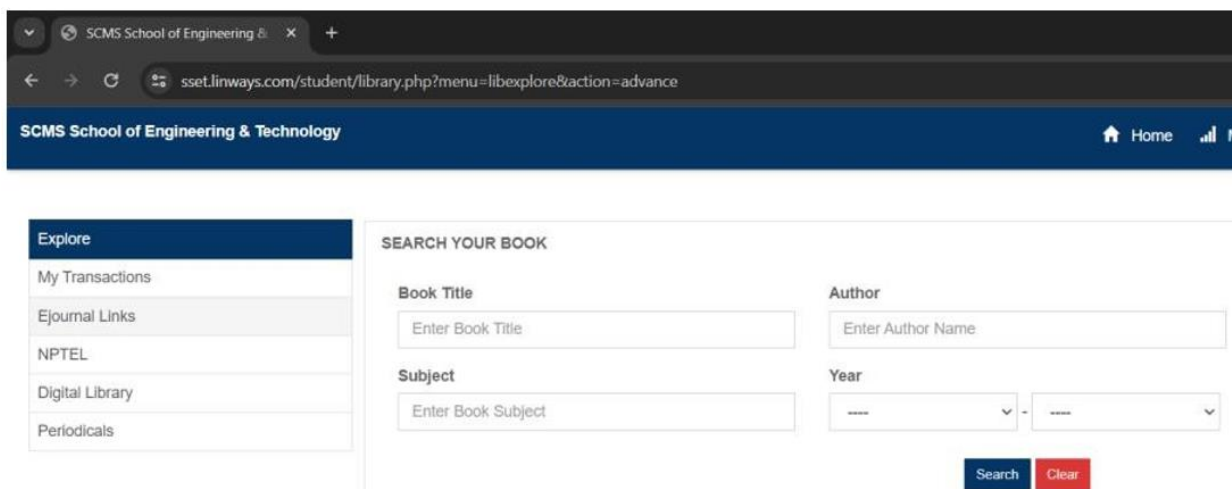 SCMS School of Engineering &
sset.linways.com/student/library.php?menu=libexplore&action=advance
SCMS School of Engineering & Technology
Home
Explore
My Transactions
Ejournal Links
NPTEL
Digital Library
Periodicals
SEARCH YOUR BOOK
Book Title
Author
Enter Book Title
Enter Author Name
Subject
Year
Enter Book Subject
---- - ----
Search Clear